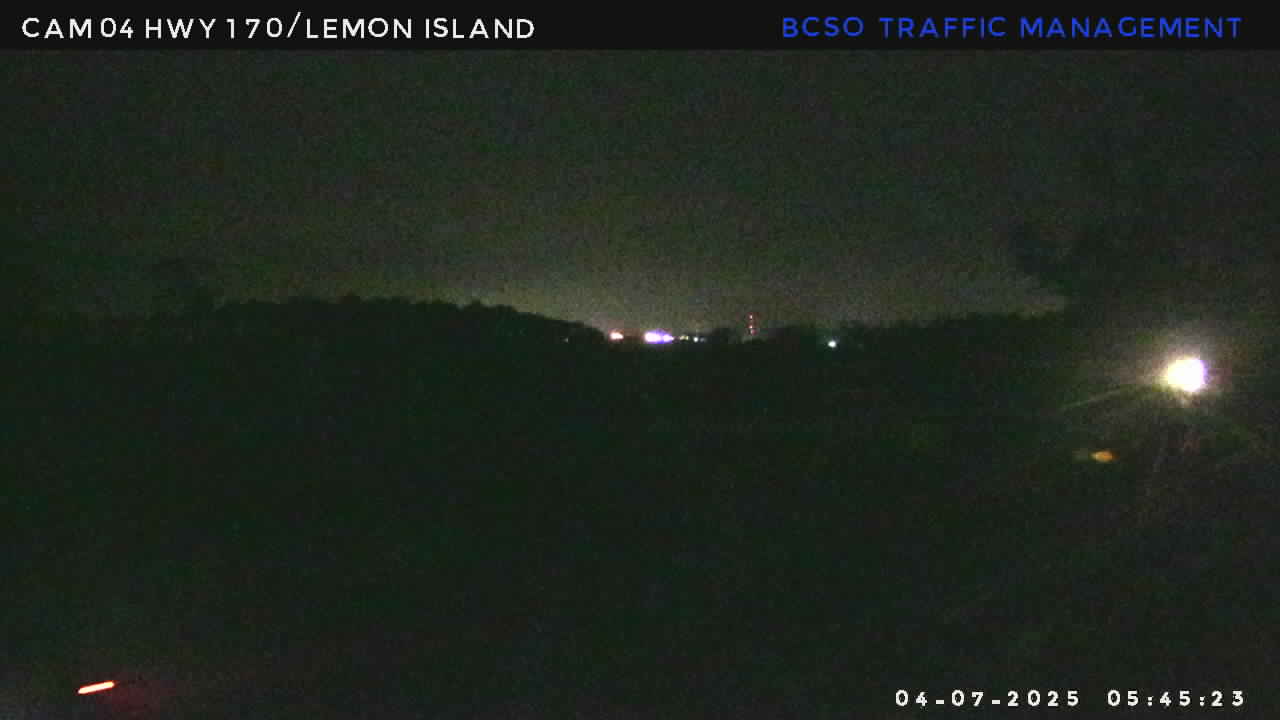 CAM04 HWY 170/LEMON ISLAND
BCSO TRAFFIC MANAGEMENT
04-07-2025 05:45:23